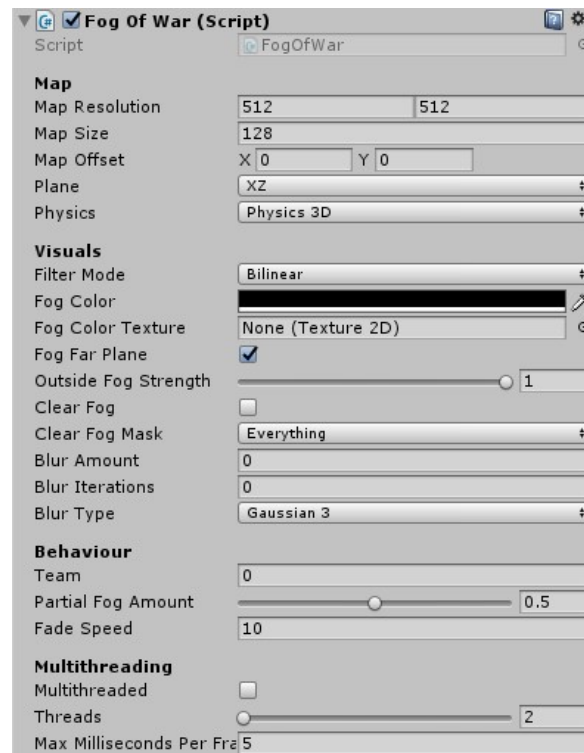 Fog Of War (Script)
Script FogOfWar
Map
Map Resolution 512 512
Map Size 128
Map Offset X 0 Y 0
Plane XZ
Physics Physics 3D
Visuals
Filter Mode Bilinear
Fog Color
Fog Color Texture None (Texture 2D)
Fog Far Plane
Outside Fog Strength 1
Clear Fog
Clear Fog Mask Everything
Blur Amount 0
Blur Iterations 0
Blur Type Gaussian 3
Behaviour
Team 0
Partial Fog Amount 0.5
Fade Speed 10
Multithreading
Multithreaded
Threads 2
Max Milliseconds Per Fra 5